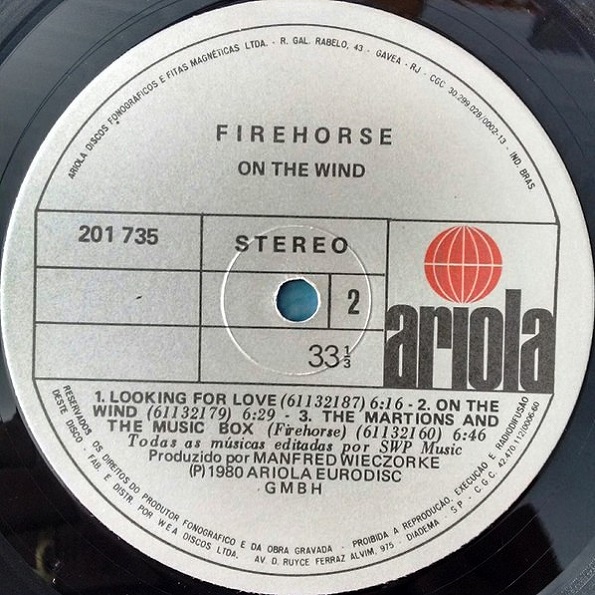 ARIOLA DISCOS FONOGRÁFICOS E FITAS MAGNÉTICAS LTDA. - R. GAL. RABELO, 43 - GAVEA - RJ - CGC 30.299.028/0002-13 - IND. BRAS
FIREHORSE
ON THE WIND
201 735
STEREO
2
33 1/3
ariola
1. LOOKING FOR LOVE (61132187) 6:16 - 2. ON THE
WIND (61132179) 6:29 - 3. THE MARTIONS AND
THE MUSIC BOX (Firehorse) (61132160) 6:46
Todas as músicas editadas por SWP Music
Produzido por MANFRED WIECZORKE
(P) 1980 ARIOLA EURODISC
GMBH
RESERVADOS OS DIREITOS DO PRODUTOR FONOGRAFICO E DA OBRA GRAVADA - PROIBIDA A REPRODUÇÃO, EXECUÇÃO E RADIODIFUSÃO
DESTE DISCO - FAB. E DISTR. POR W.E.A DISCOS LTDA. AV. D. RUYCE FERRAZ ALVIM, 975 - DIADEMA - SP - C.G.C. 42.470.112/0006-60